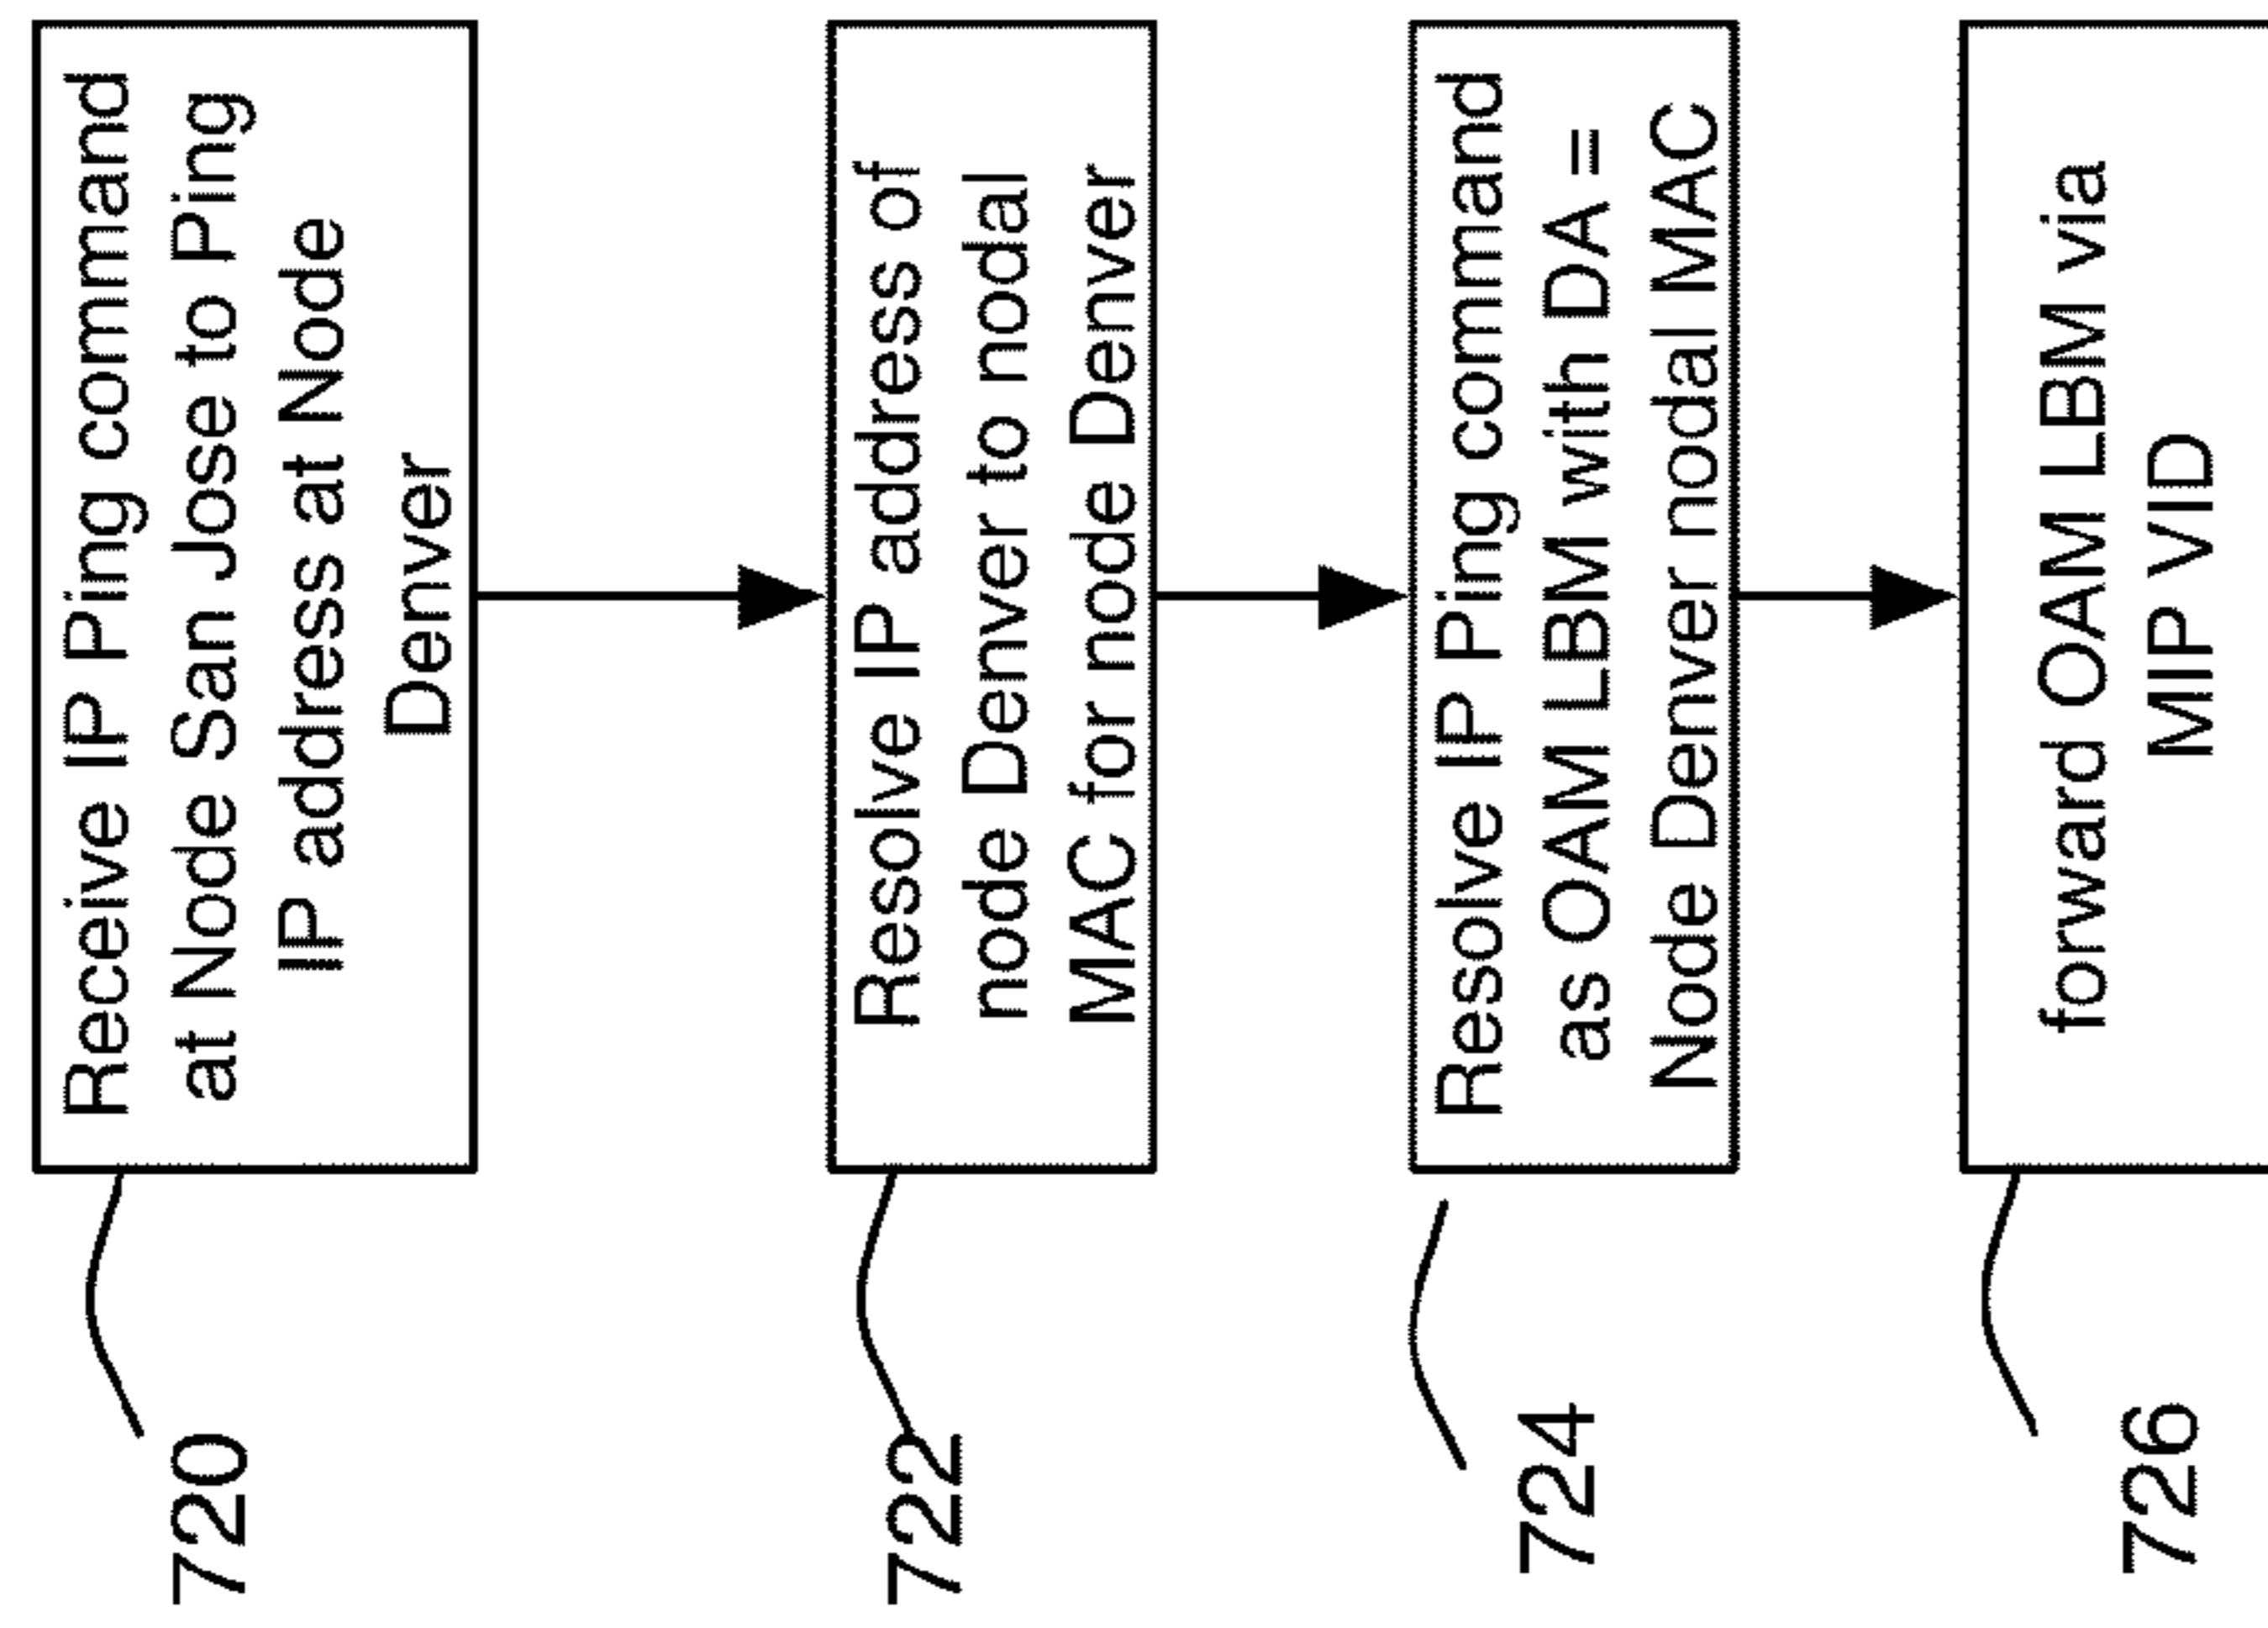 720
Receive IP Ping command
at Node San Jose to Ping
IP address at Node
Denver
722
Resolve IP address of
node Denver to nodal
MAC for node Denver
724
Resolve IP Ping command
as OAM LBM with DA =
Node Denver nodal MAC
726
forward OAM LBM via
MIP VID